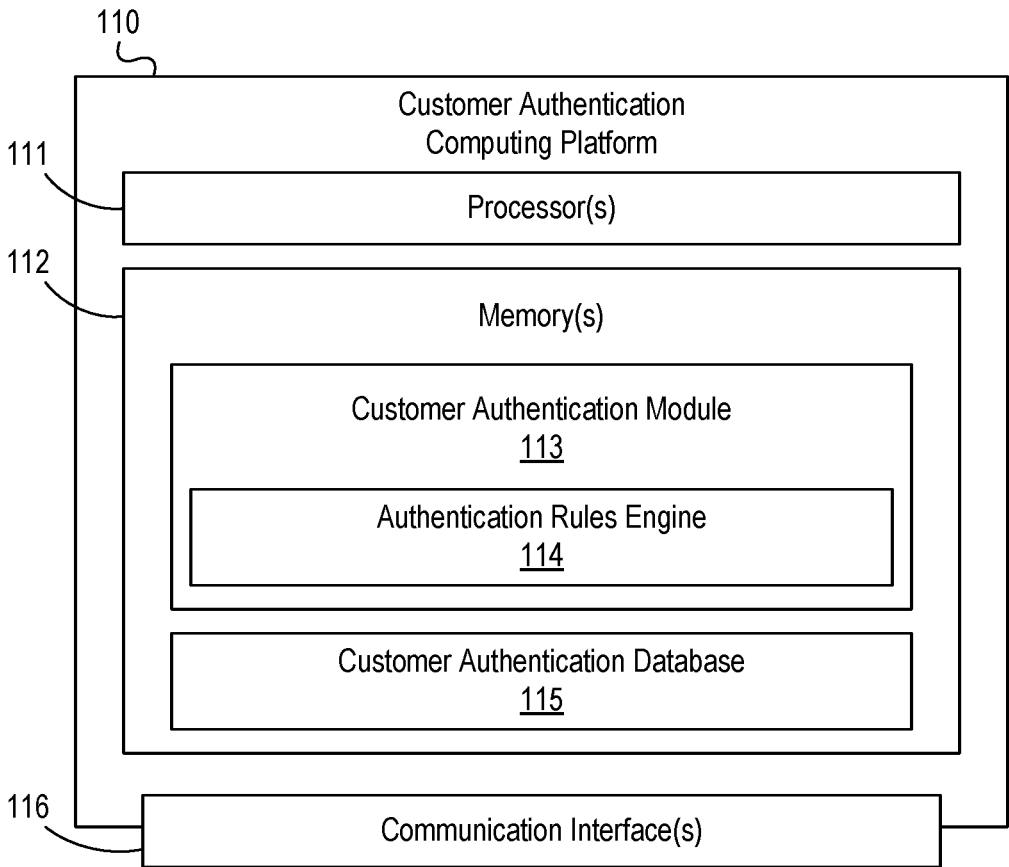 110
Customer Authentication
Computing Platform
111
Processor(s)
112
Memory(s)
Customer Authentication Module
113
Authentication Rules Engine
114
Customer Authentication Database
115
116
Communication Interface(s)